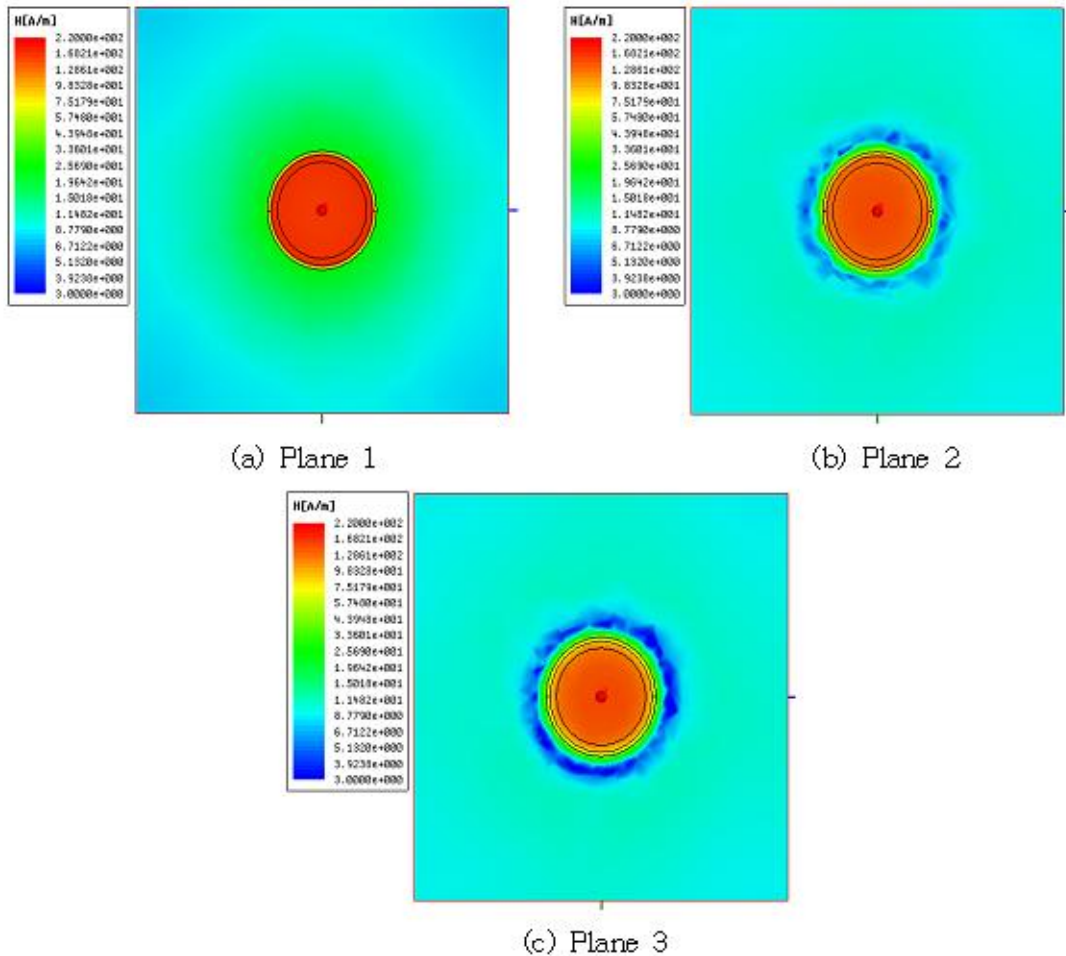 H[A/m]
2.2000e+002
1.6821e+002
1.2861e+002
9.8328e+001
7.5179e+001
5.7480e+001
4.3948e+001
3.3601e+001
2.5690e+001
1.9642e+001
1.5018e+001
1.1482e+001
8.7790e+000
6.7122e+000
5.1320e+000
3.9238e+000
3.0000e+000
(a) Plane 1
H[A/m]
2.2000e+002
1.6821e+002
1.2861e+002
9.8328e+001
7.5179e+001
5.7480e+001
4.3948e+001
3.3601e+001
2.5690e+001
1.9642e+001
1.5018e+001
1.1482e+001
8.7790e+000
6.7122e+000
5.1320e+000
3.9238e+000
3.0000e+000
(b) Plane 2
H[A/m]
2.2000e+002
1.6821e+002
1.2861e+002
9.8328e+001
7.5179e+001
5.7480e+001
4.3948e+001
3.3601e+001
2.5690e+001
1.9642e+001
1.5018e+001
1.1482e+001
8.7790e+000
6.7122e+000
5.1320e+000
3.9238e+000
3.0000e+000
(c) Plane 3